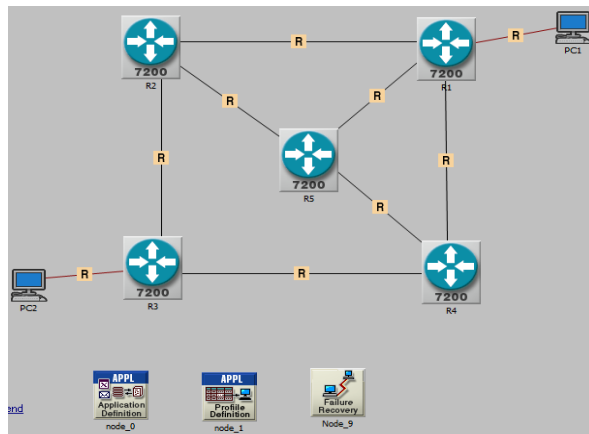 R
R
7200
R2
7200
R1
PC1
R
R
7200
R5
R
R
R
7200
R3
R
R
7200
R4
PC2
APPL
Application
Definition
node_0
APPL
Profile
Definition
node_1
Failure
Recovery
Node_9
end